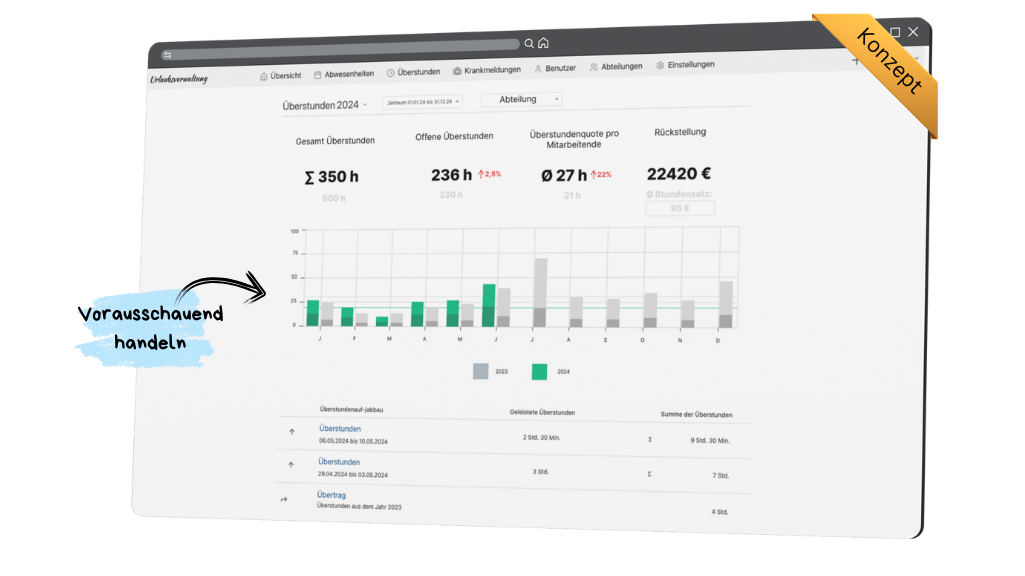 Konzept
Urlaubsverwaltung
Übersicht
Abwesenheiten
Überstunden
Krankmeldungen
Benutzer
Abteilungen
Einstellungen
Überstunden 2024
Zeitraum 01.01.24 bis 31.12.24
Abteilung
Gesamt Überstunden
Offene Überstunden
Überstundenquote pro
Mitarbeitende
Rückstellung
Σ 350 h
236 h ↑2,5%
Ø 27 h ↑22%
22420 €
600 h
230 h
21 h
Ø Stundensatz:
95 €
100
75
50
25
0
J F M A M J J A S O N D
2023
2024
Vorausschauend
handeln
Überstundenauf-/abbau
Geleistete Überstunden
Summe der Überstunden
Überstunden
06.05.2024 bis 10.05.2024
2 Std. 30 Min.
Σ 9 Std. 30 Min.
Überstunden
29.04.2024 bis 03.05.2024
3 Std.
Σ 7 Std.
Übertrag
Überstunden aus dem Jahr 2023
4 Std.